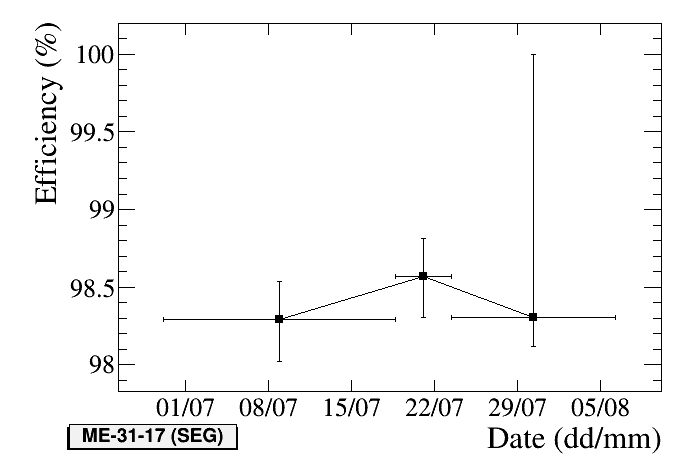 Efficiency (%)
100
99.5
99
98.5
98
01/07 08/07 15/07 22/07 29/07 05/08
ME-31-17 (SEG)
Date (dd/mm)